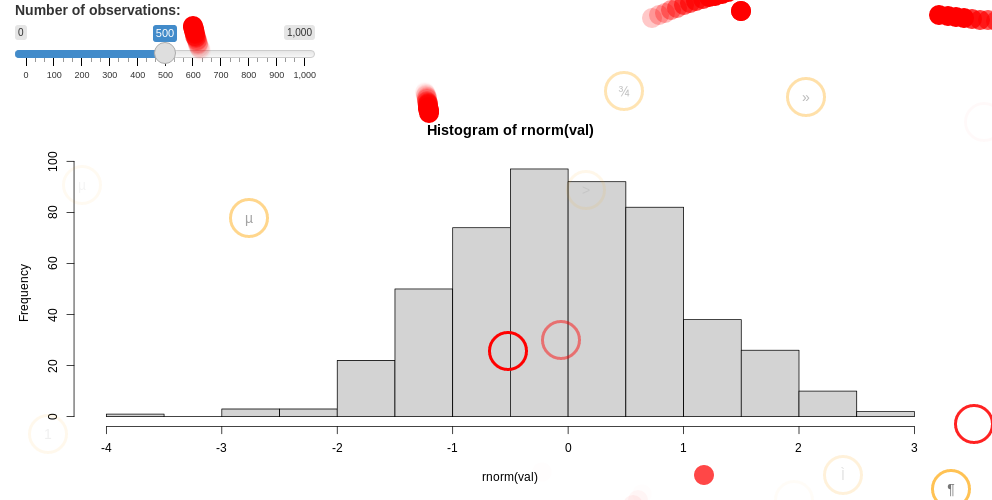 Number of observations:
0 500 1,000
0 100 200 300 400 500 600 700 800 900 1,000
¾ »
Histogram of rnorm(val)
µ >
µ
Frequency
0 20 40 60 80 100
-4 -3 -2 -1 0 1 2 3
rnorm(val)
¶